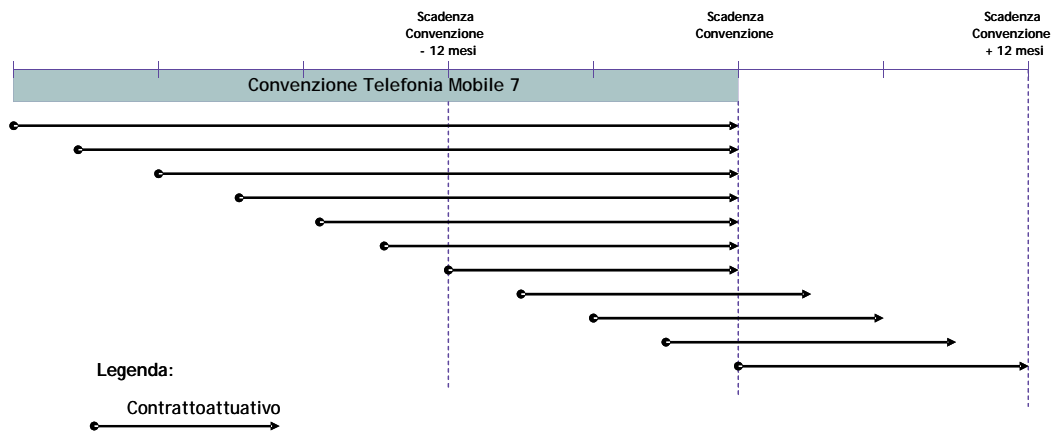 Scadenza
Convenzione
- 12 mesi
Scadenza
Convenzione
Scadenza
Convenzione
+ 12 mesi
Convenzione Telefonia Mobile 7
Legenda:
Contrattoattuativo